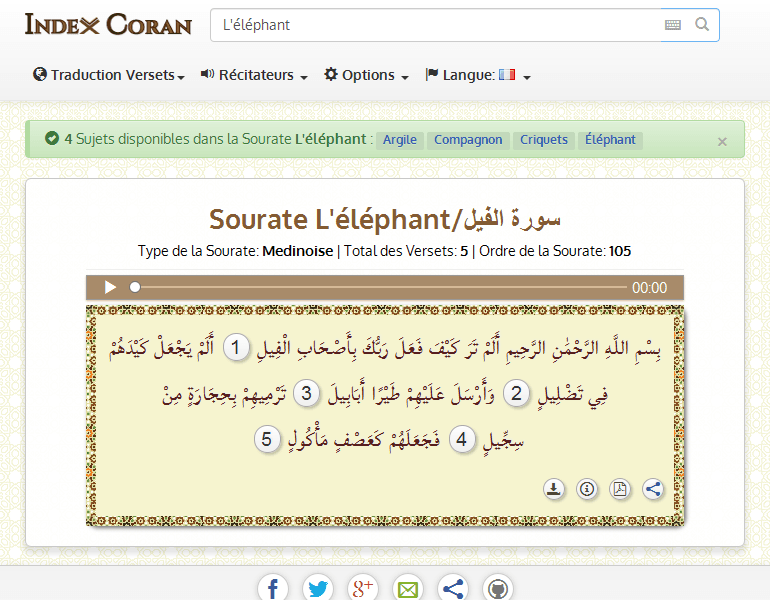 Index Coran
L'éléphant
Traduction Versets Récitateurs Options Langue:
4 Sujets disponibles dans la Sourate L'éléphant : Argile Compagnon Criquets Éléphant ×
Sourate L'éléphant/سورة الفيل
Type de la Sourate: Medinoise | Total des Versets: 5 | Ordre de la Sourate: 105
00:00
بِسْمِ اللَّهِ الرَّحْمَٰنِ الرَّحِيمِ أَلَمْ تَرَ كَيْفَ فَعَلَ رَبُّكَ بِأَصْحَابِ الْفِيلِ 1 أَلَمْ يَجْعَلْ كَيْدَهُمْ
فِي تَضْلِيلٍ 2 وَأَرْسَلَ عَلَيْهِمْ طَيْرًا أَبَابِيلَ 3 تَرْمِيهِمْ بِحِجَارَةٍ مِنْ
سِجِّيلٍ 4 فَجَعَلَهُمْ كَعَصْفٍ مَأْكُولٍ 5